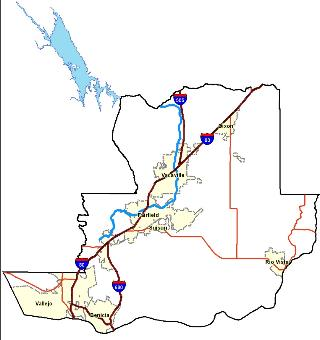 505
Dixon
80
Vacaville
Fairfield
Suisun
Rio Vista
80
680
Vallejo
Benicia